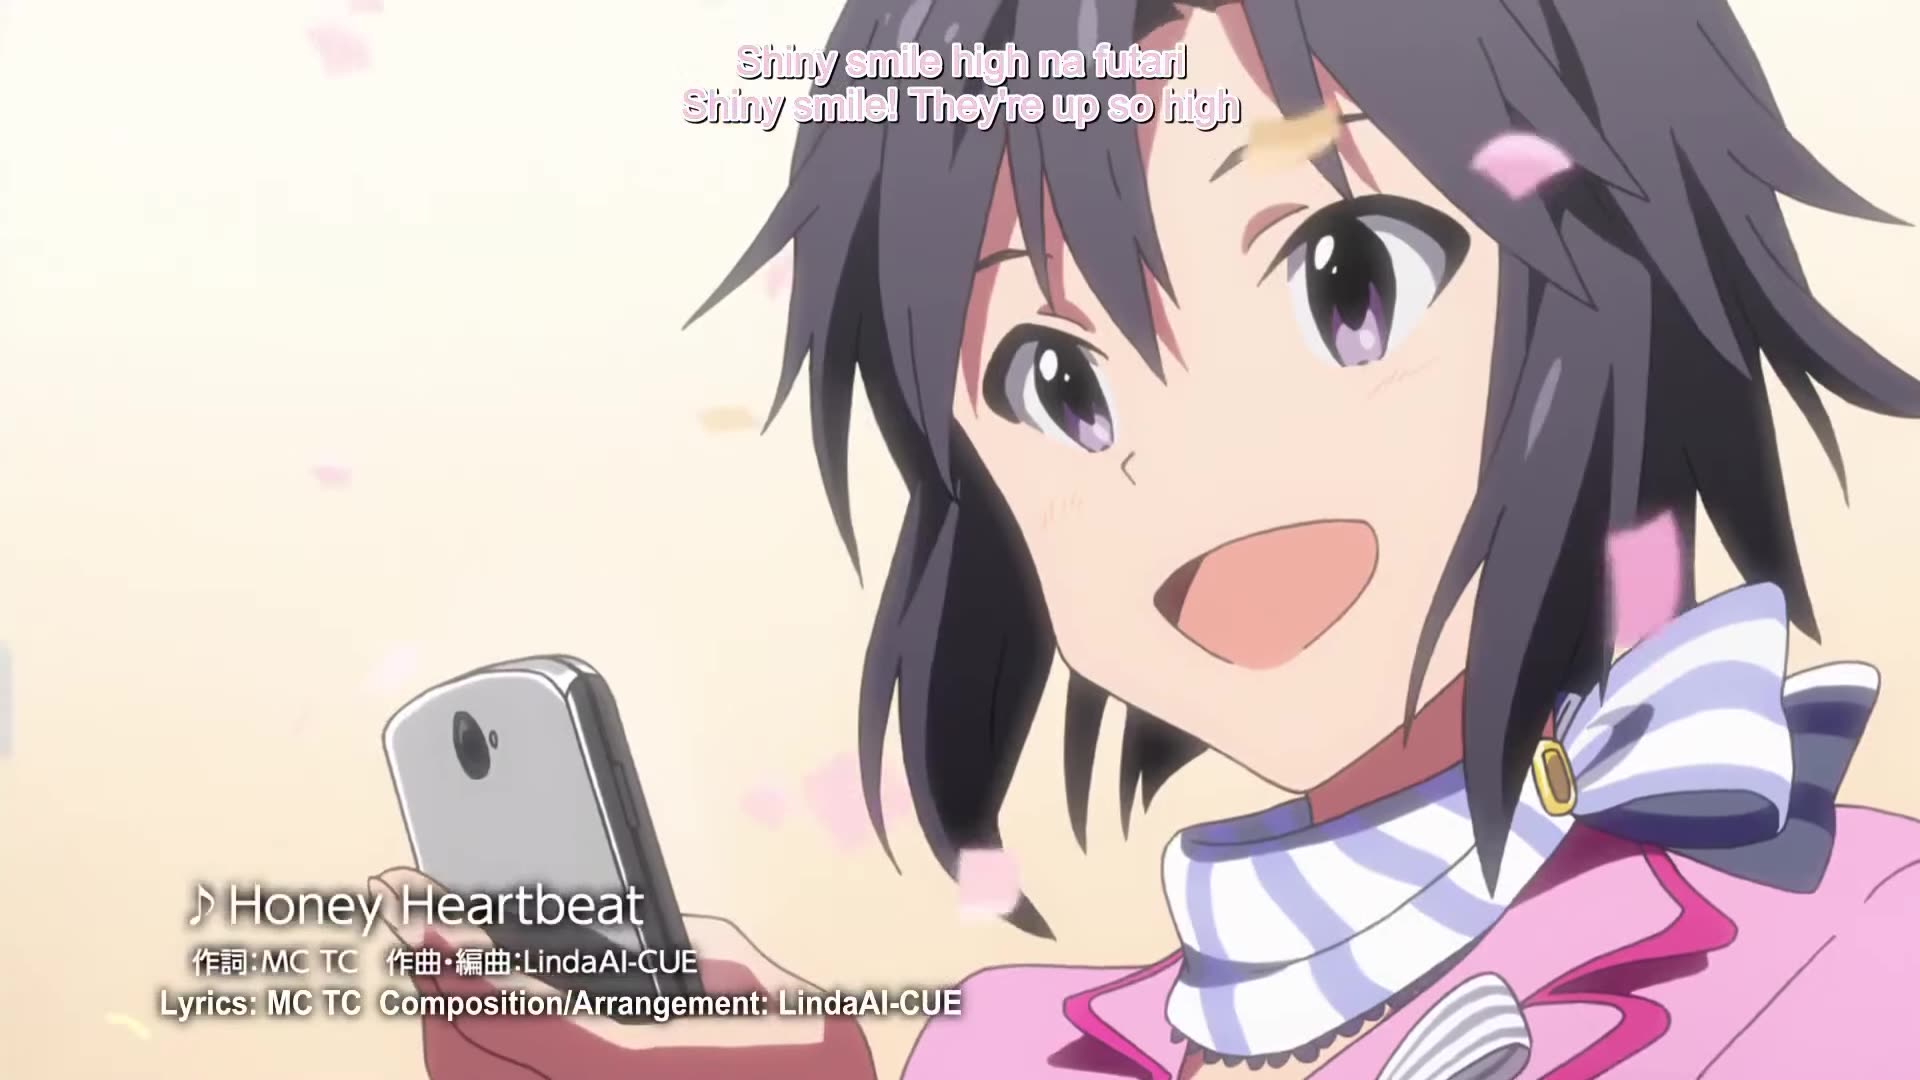 Shiny smile high na futari
Shiny smile! They're up so high
♪Honey Heartbeat
作詞:MC TC 作曲・編曲:LindaAI-CUE
Lyrics: MC TC Composition/Arrangement: LindaAI-CUE